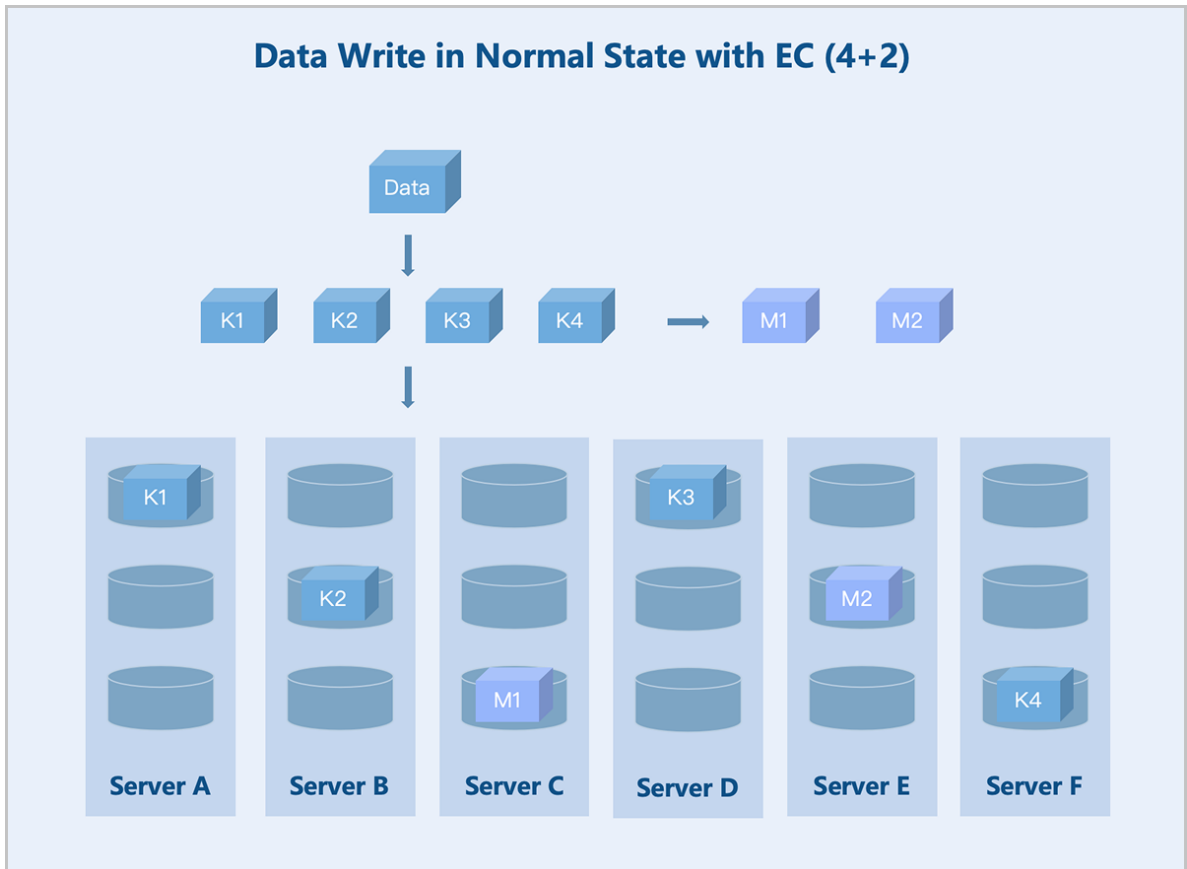 Data Write in Normal State with EC (4+2)
Data
K1 K2 K3 K4 M1 M2
K1 K3
K2 M2
M1 K4
Server A Server B Server C Server D Server E Server F